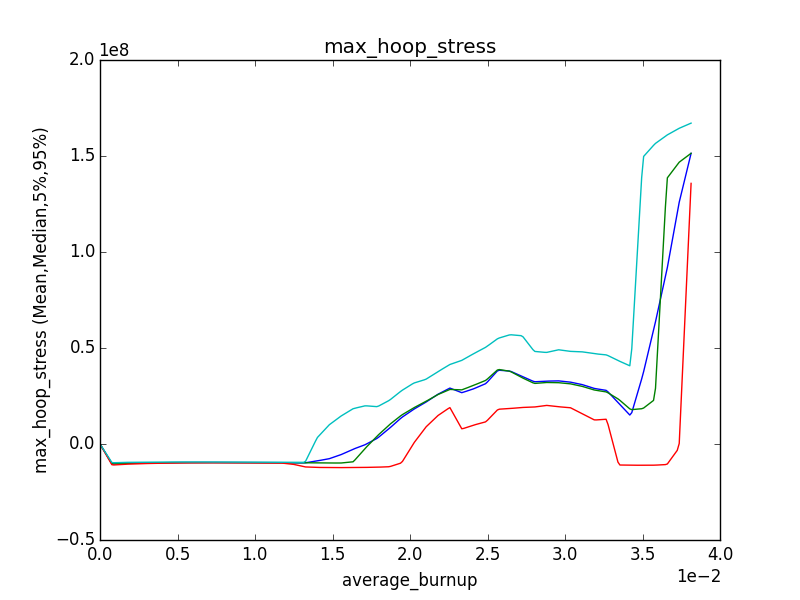 max_hoop_stress
1e8
2.0
1.5
1.0
0.5
0.0
−0.5
max_hoop_stress (Mean,Median,5%,95%)
0.0 0.5 1.0 1.5 2.0 2.5 3.0 3.5 4.0
1e−2
average_burnup